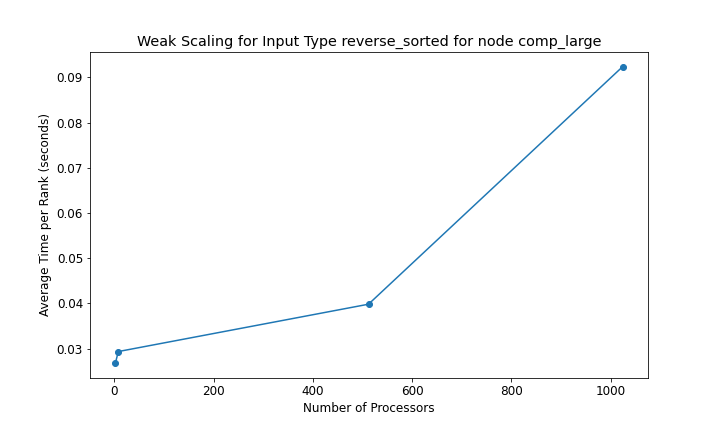 Weak Scaling for Input Type reverse_sorted for node comp_large
Average Time per Rank (seconds)
0.09
0.08
0.07
0.06
0.05
0.04
0.03
0 200 400 600 800 1000
Number of Processors